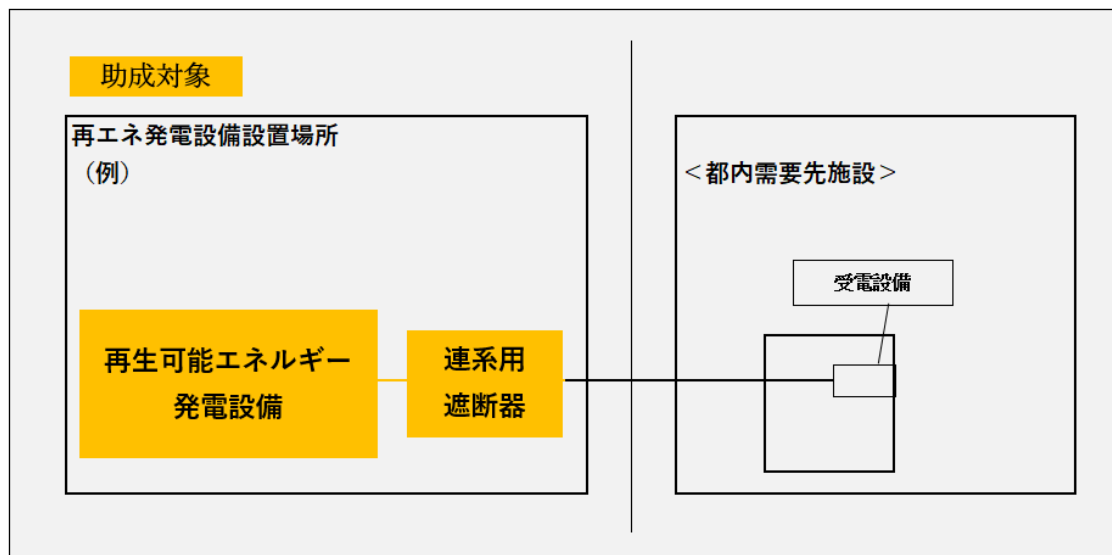 助成対象
再エネ発電設備設置場所
（例）
＜都内需要先施設＞
受電設備
再生可能エネルギー
発電設備
連系用
遮断器